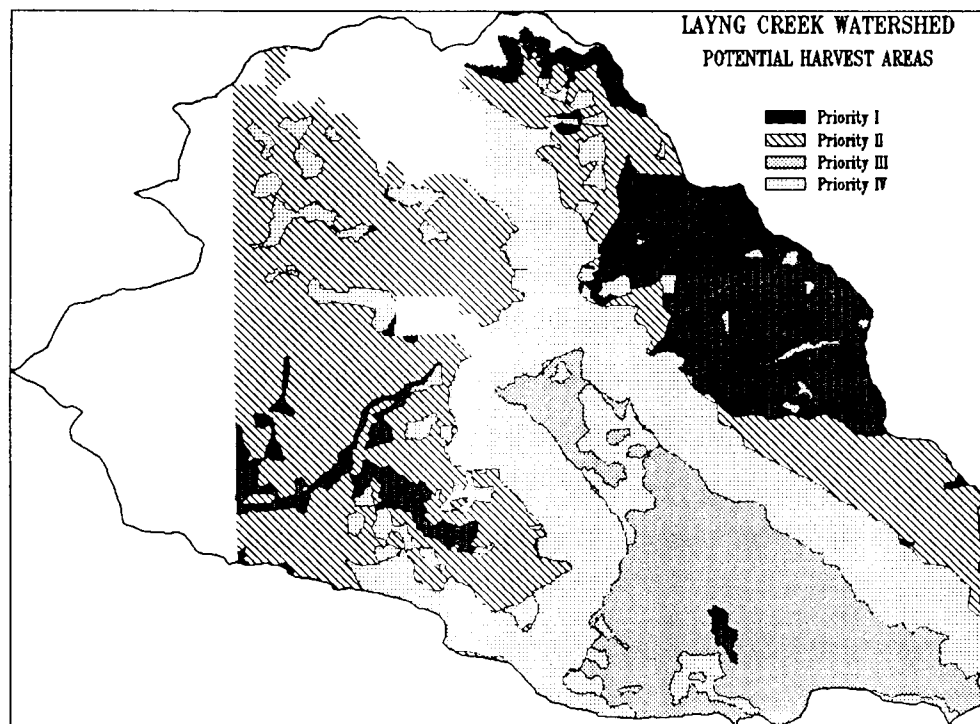 LAYNG CREEK WATERSHED
POTENTIAL HARVEST AREAS
Priority I
Priority II
Priority III
Priority IV